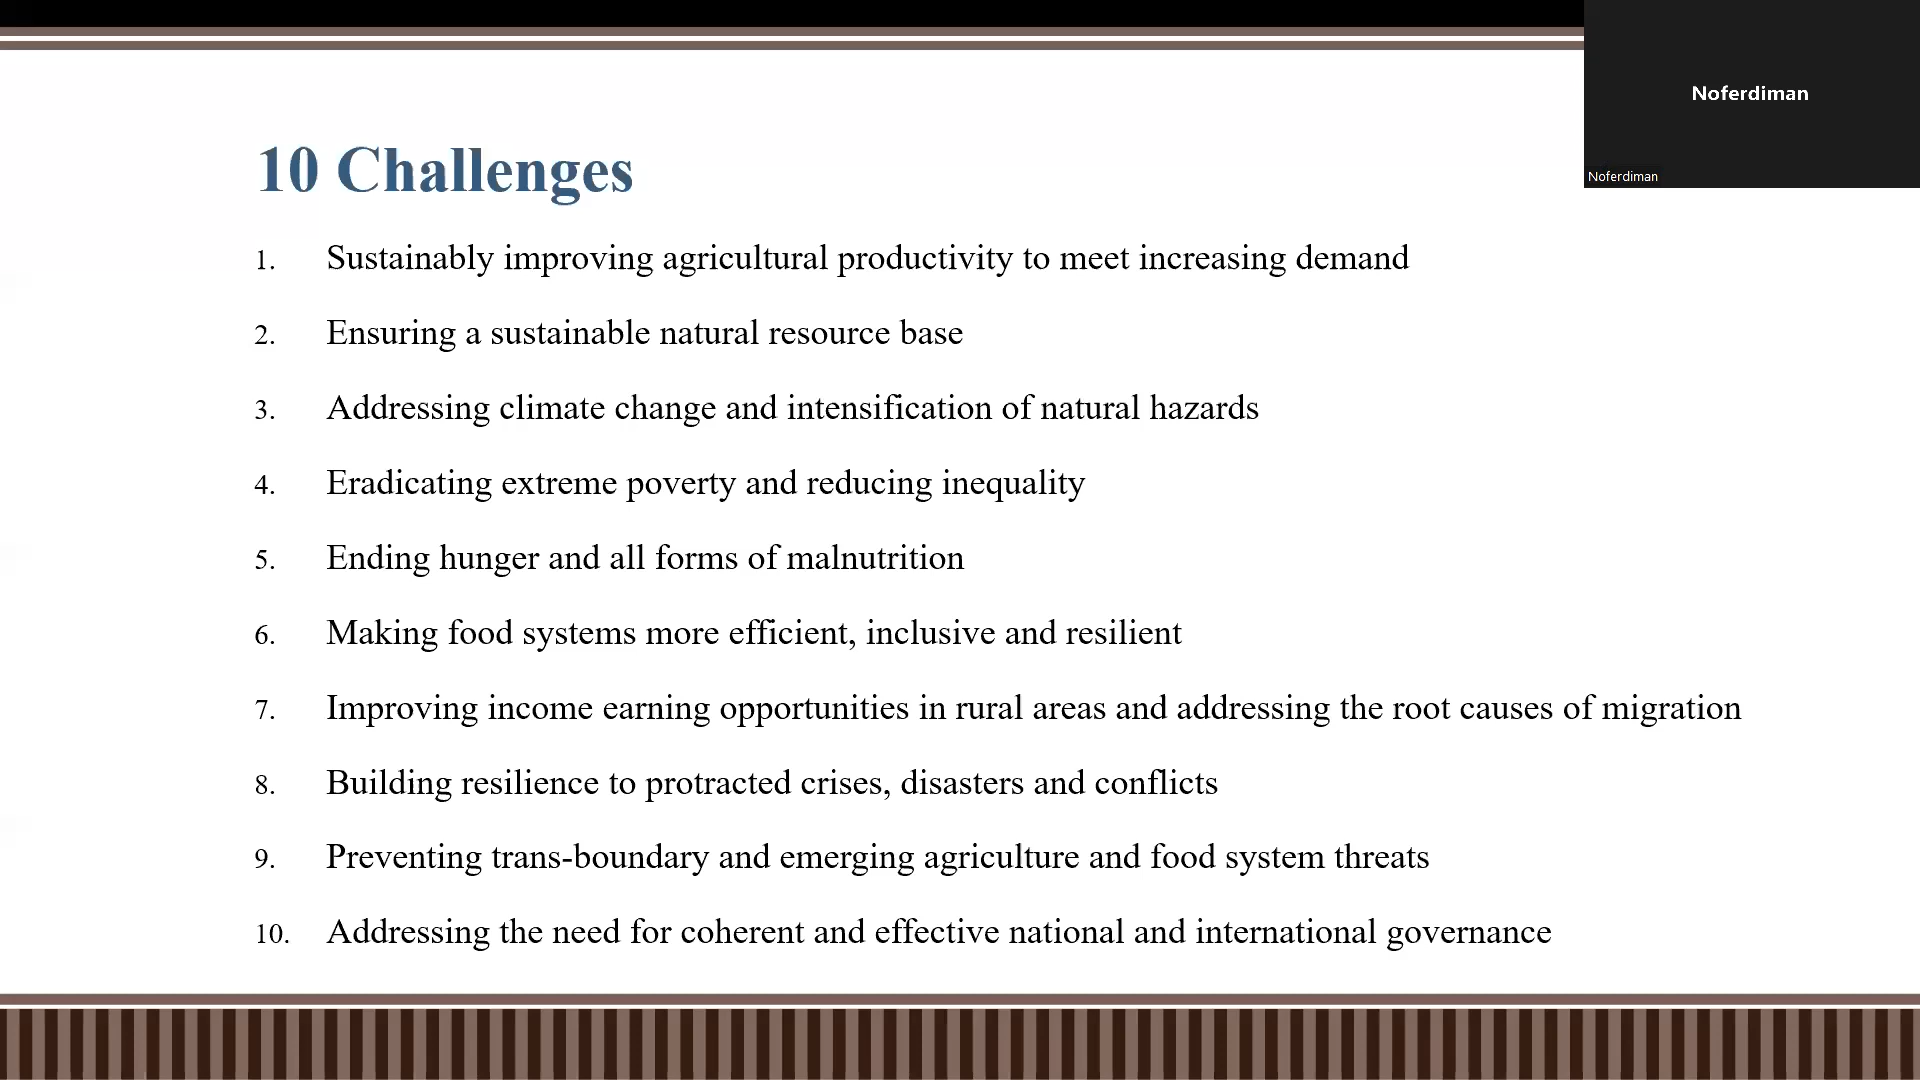 Noferdiman
Noferdiman
10 Challenges
1. Sustainably improving agricultural productivity to meet increasing demand
2. Ensuring a sustainable natural resource base
3. Addressing climate change and intensification of natural hazards
4. Eradicating extreme poverty and reducing inequality
5. Ending hunger and all forms of malnutrition
6. Making food systems more efficient, inclusive and resilient
7. Improving income earning opportunities in rural areas and addressing the root causes of migration
8. Building resilience to protracted crises, disasters and conflicts
9. Preventing trans-boundary and emerging agriculture and food system threats
10. Addressing the need for coherent and effective national and international governance